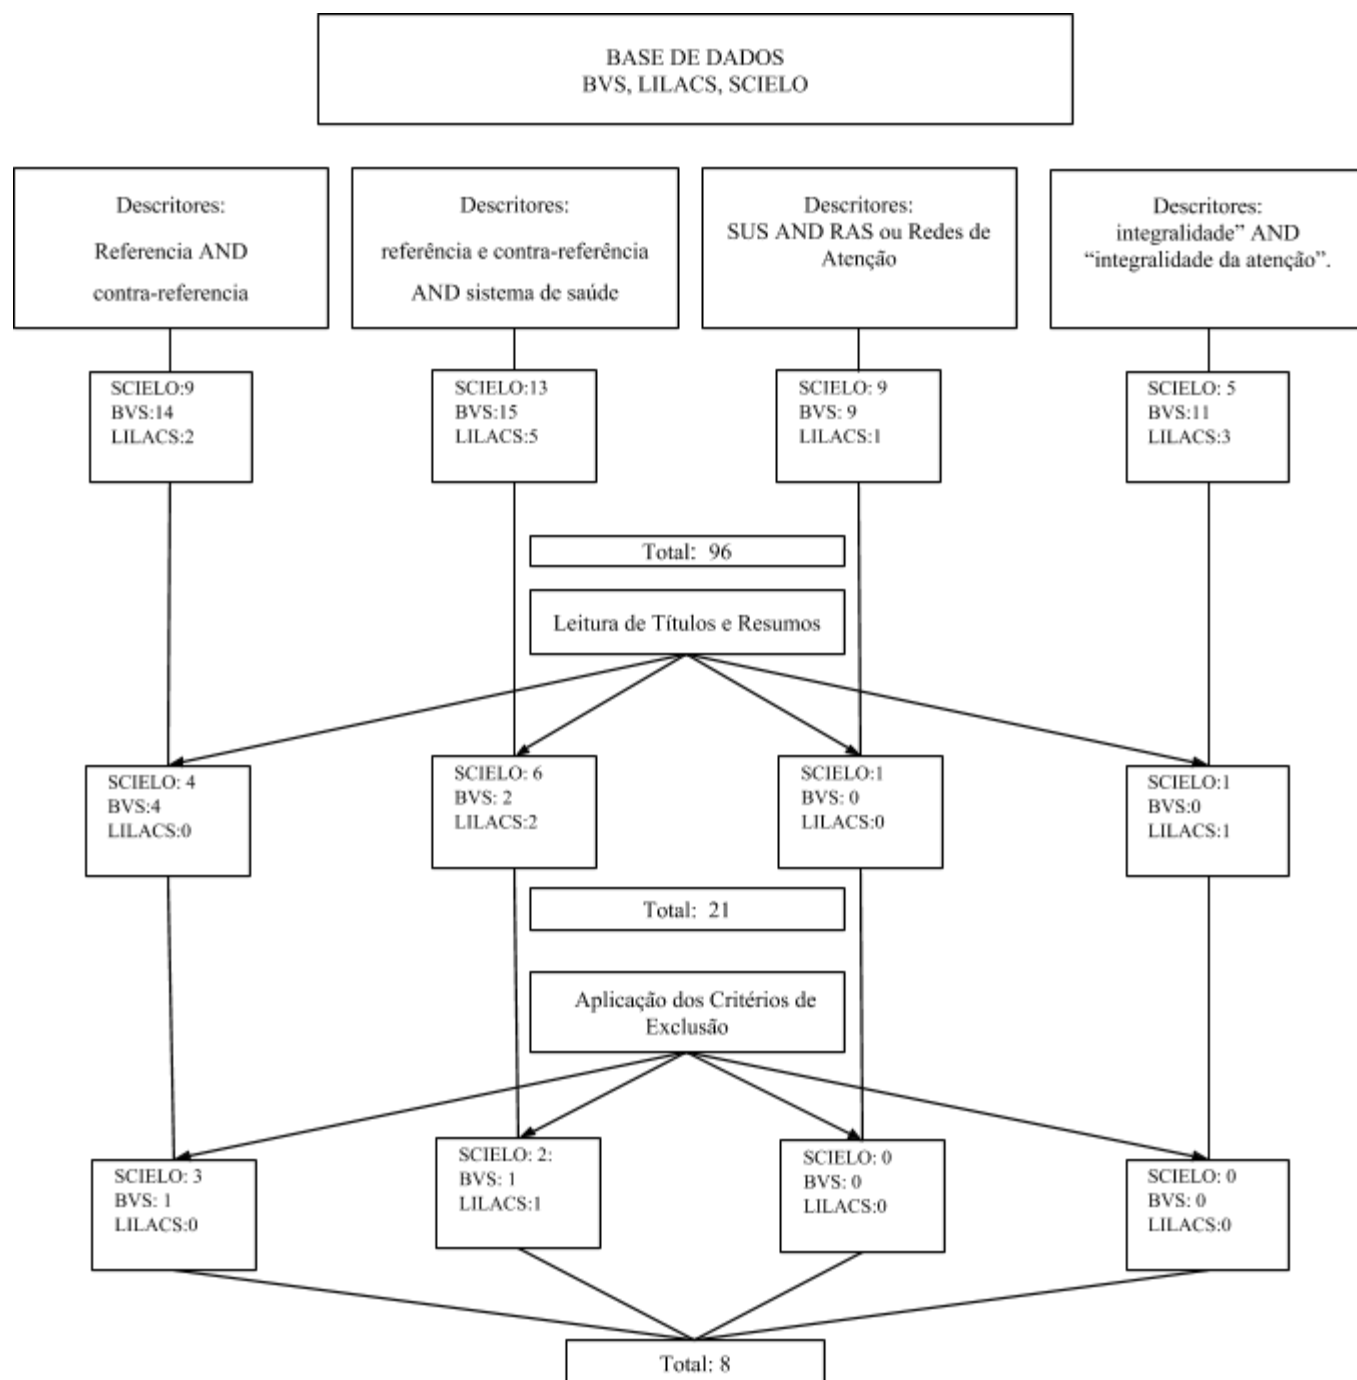 BASE DE DADOS
BVS, LILACS, SCIELO
Descritores:
Referencia AND
contra-referencia
Descritores:
referência e contra-referência
AND sistema de saúde
Descritores:
SUS AND RAS ou Redes de
Atenção
Descritores:
integralidade” AND
“integralidade da atenção”.
SCIELO:9
BVS:14
LILACS:2
SCIELO:13
BVS:15
LILACS:5
SCIELO: 9
BVS: 9
LILACS:1
SCIELO: 5
BVS:11
LILACS:3
Total: 96
Leitura de Títulos e Resumos
SCIELO: 4
BVS:4
LILACS:0
SCIELO: 6
BVS: 2
LILACS:2
SCIELO:1
BVS: 0
LILACS:0
SCIELO:1
BVS:0
LILACS:1
Total: 21
Aplicação dos Critérios de
Exclusão
SCIELO: 3
BVS: 1
LILACS:0
SCIELO: 2:
BVS: 1
LILACS:1
SCIELO: 0
BVS: 0
LILACS:0
SCIELO: 0
BVS: 0
LILACS:0
Total: 8